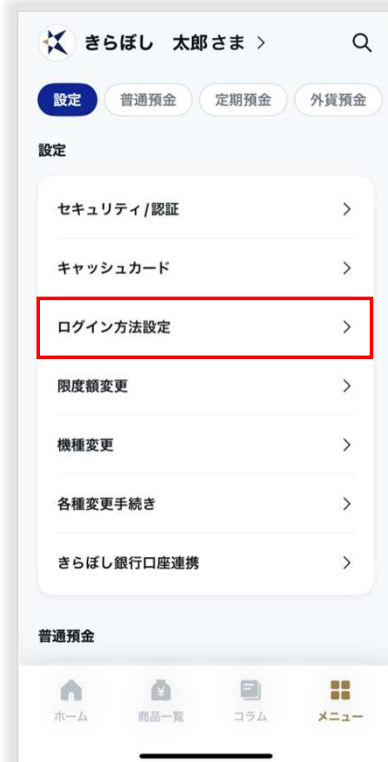 きらぼし　太郎さま
設定　普通預金　定期預金　外貨預金
設定
セキュリティ/認証
キャッシュカード
ログイン方法設定
限度額変更
機種変更
各種変更手続き
きらぼし銀行口座連携
普通預金
ホーム　商品一覧　コラム　メニュー